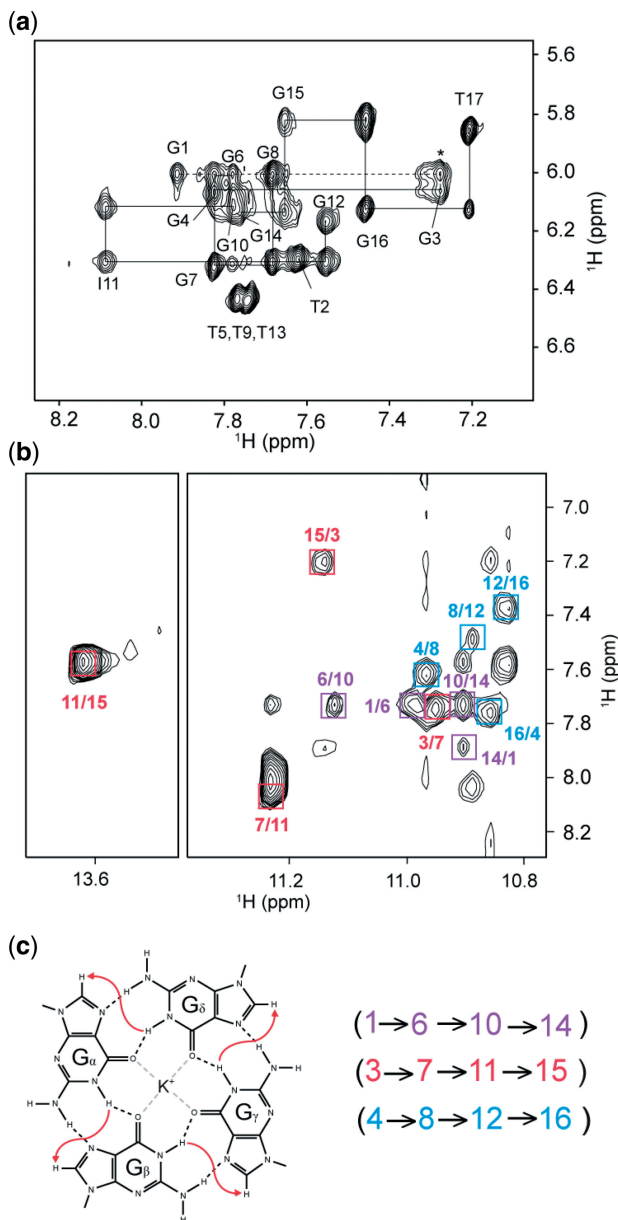 (a)
G15
T17
5.6
5.8
6.0
6.2
6.4
6.6
¹H (ppm)
G1
G6
G8
*
G4
G12
G10
G14
G16
G3
I11
G7
T2
T5,T9,T13
8.2
8.0
7.8
7.6
7.4
7.2
¹H (ppm)
(b)
15/3
12/16
8/12
4/8
6/10
10/14
1/6
11/15
3/7
16/4
14/1
7/11
7.0
7.2
7.4
7.6
7.8
8.0
8.2
¹H (ppm)
13.6
11.2
11.0
10.8
¹H (ppm)
(c)
H
H
H
N
N
H
N
N
N
H
Gδ
N
N
H
N
N
O
O
H
N
H
N
H
Gα
K⁺
Gγ
N
N
H
O
O
N
N
H
N
H
H
H
N
H
N
N
H
Gβ
N
N
N
H
H
(1→6→10→14)
(3→7→11→15)
(4→8→12→16)